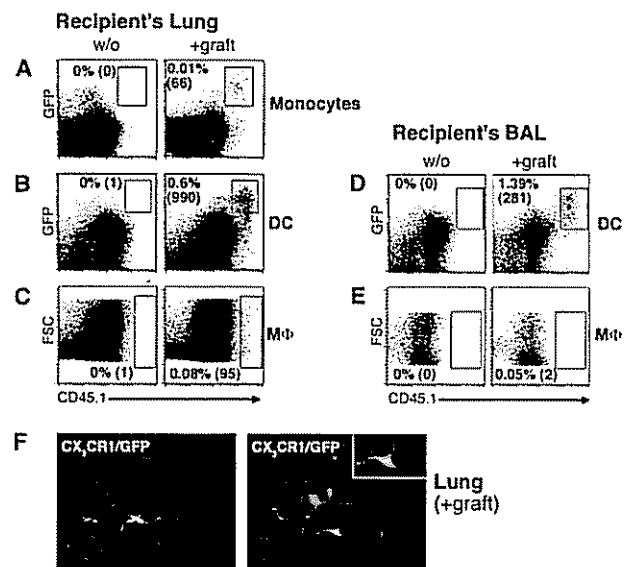 Recipient's Lung
w/o
+graft
A
GFP
0% (0)
0.01%
(66)
Monocytes
B
GFP
0% (1)
0.6%
(990)
DC
C
FSC
0% (1)
0.08% (95)
MΦ
CD45.1
Recipient's BAL
w/o
+graft
D
GFP
0% (0)
1.39%
(281)
DC
E
FSC
0% (0)
0.05% (2)
MΦ
CD45.1
F
CX₃CR1/GFP
CX₃CR1/GFP
Lung
(+graft)